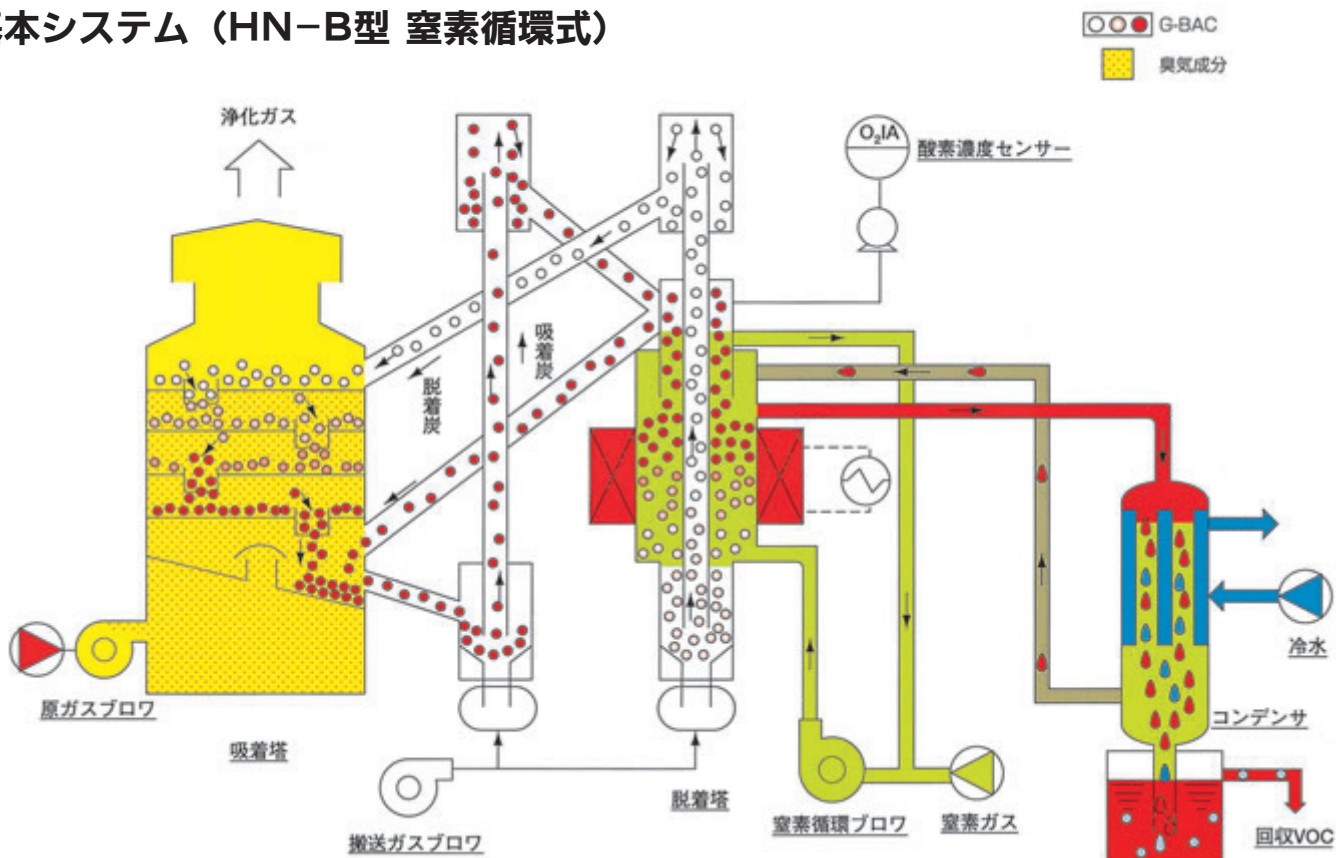 本システム（HN−B型 窒素循環式）
G-BAC
臭気成分
浄化ガス
O₂IA
酸素濃度センサー
吸着炭
脱着炭
冷水
原ガスブロワ
コンデンサ
吸着塔
脱着塔
搬送ガスブロワ
窒素循環ブロワ
窒素ガス
回収VOC